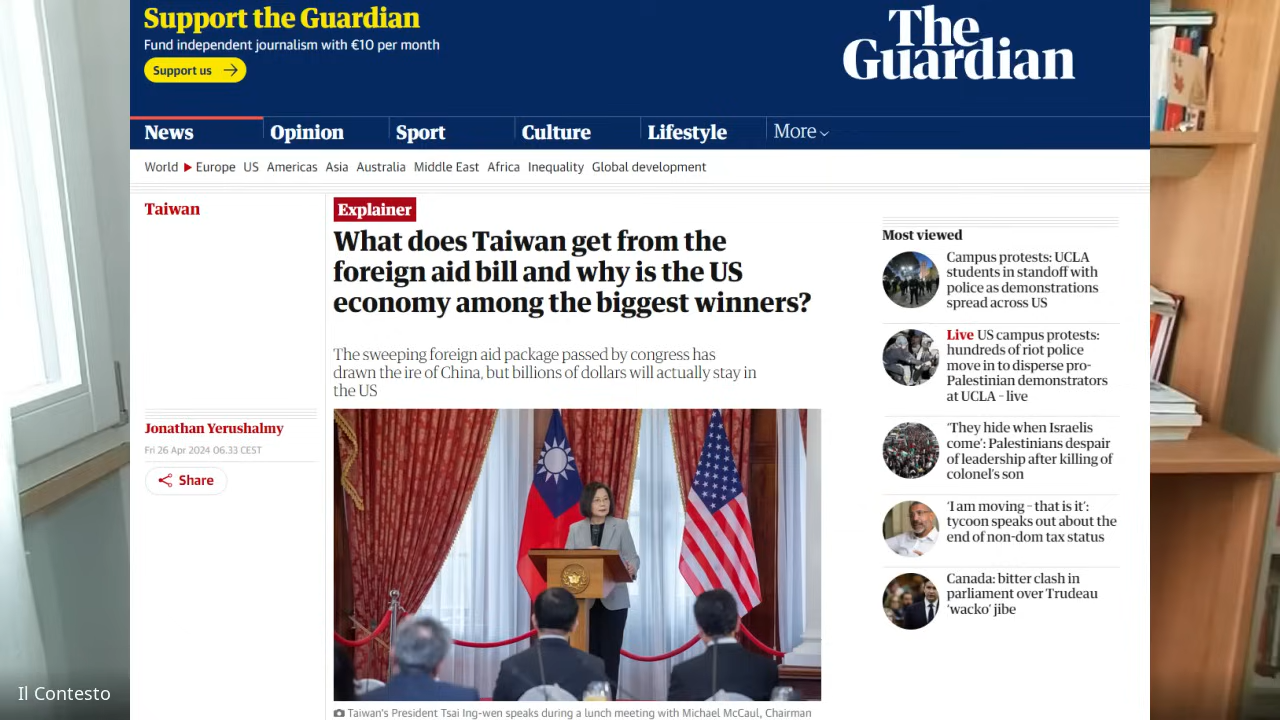 Support the Guardian
Fund independent journalism with €10 per month
Support us
The
Guardian
News
Opinion
Sport
Culture
Lifestyle
More
World
Europe
US
Americas
Asia
Australia
Middle East
Africa
Inequality
Global development
Taiwan
Explainer
What does Taiwan get from the
foreign aid bill and why is the US
economy among the biggest winners?
The sweeping foreign aid package passed by congress has
drawn the ire of China, but billions of dollars will actually stay in
the US
Jonathan Yerushalmy
Fri 26 Apr 2024 06.33 CEST
Share
Taiwan's President Tsai Ing-wen speaks during a lunch meeting with Michael McCaul, Chairman
Most viewed
Campus protests: UCLA
students in standoff with
police as demonstrations
spread across US
Live US campus protests:
hundreds of riot police
move in to disperse pro-
Palestinian demonstrators
at UCLA – live
‘They hide when Israelis
come’: Palestinians despair
of leadership after killing of
colonel’s son
‘I am moving – that is it’:
tycoon speaks out about the
end of non-dom tax status
Canada: bitter clash in
parliament over Trudeau
‘wacko’ jibe
Il Contesto